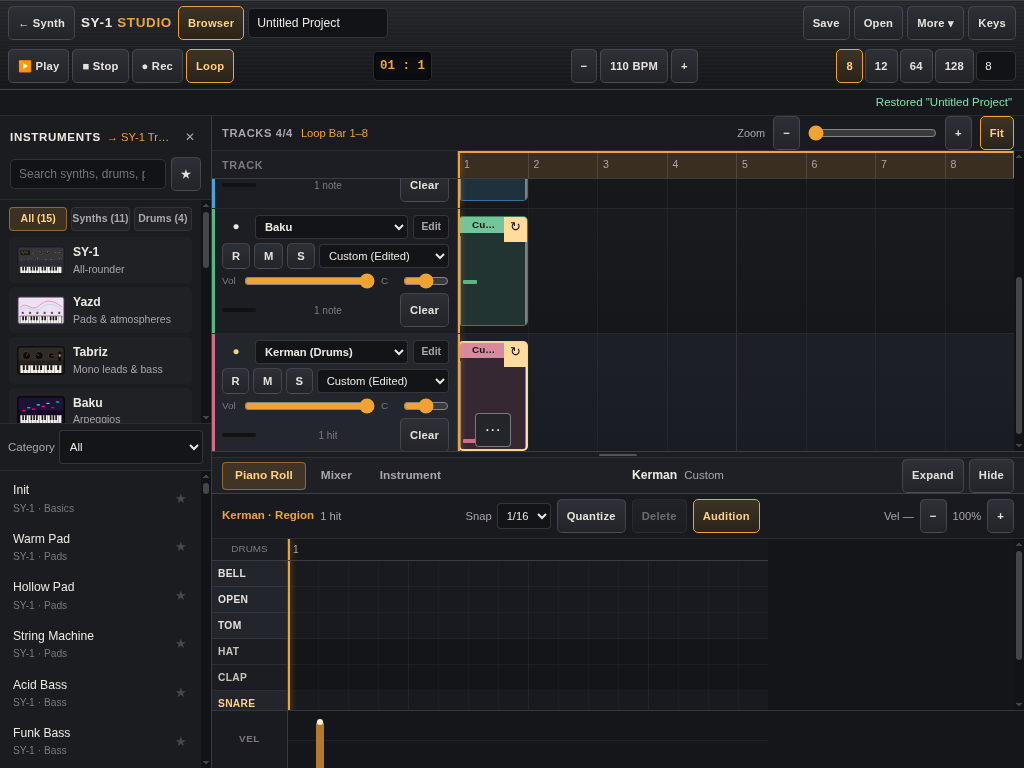 ← Synth SY-1 STUDIO Browser Untitled Project Save Open More ▾ Keys
▶ Play ■ Stop ● Rec Loop 01 : 1 − 110 BPM + 8 12 64 128 8
Restored "Untitled Project"
INSTRUMENTS → SY-1 Tr… ✕ TRACKS 4/4 Loop Bar 1–8 Zoom − + Fit
Search synths, drums, p ★ TRACK 1 2 3 4 5 6 7 8
1 note Clear
All (15) Synths (11) Drums (4)
● Baku Edit Cu… ↻
SY-1
All-rounder
R M S Custom (Edited)
Vol C
Yazd
Pads & atmospheres
1 note Clear
Tabriz
Mono leads & bass
● Kerman (Drums) Edit Cu… ↻
R M S Custom (Edited)
Baku
Arpeggios
Vol C
1 hit Clear ⋯
Category All
Piano Roll Mixer Instrument Kerman Custom Expand Hide
Init ★
SY-1 · Basics
Kerman · Region 1 hit Snap 1/16 Quantize Delete Audition Vel — − 100% +
Warm Pad ★
SY-1 · Pads
DRUMS 1
BELL
Hollow Pad ★
SY-1 · Pads
OPEN
TOM
String Machine ★
SY-1 · Pads
HAT
CLAP
Acid Bass ★
SY-1 · Bass
SNARE
Funk Bass ★
SY-1 · Bass
VEL